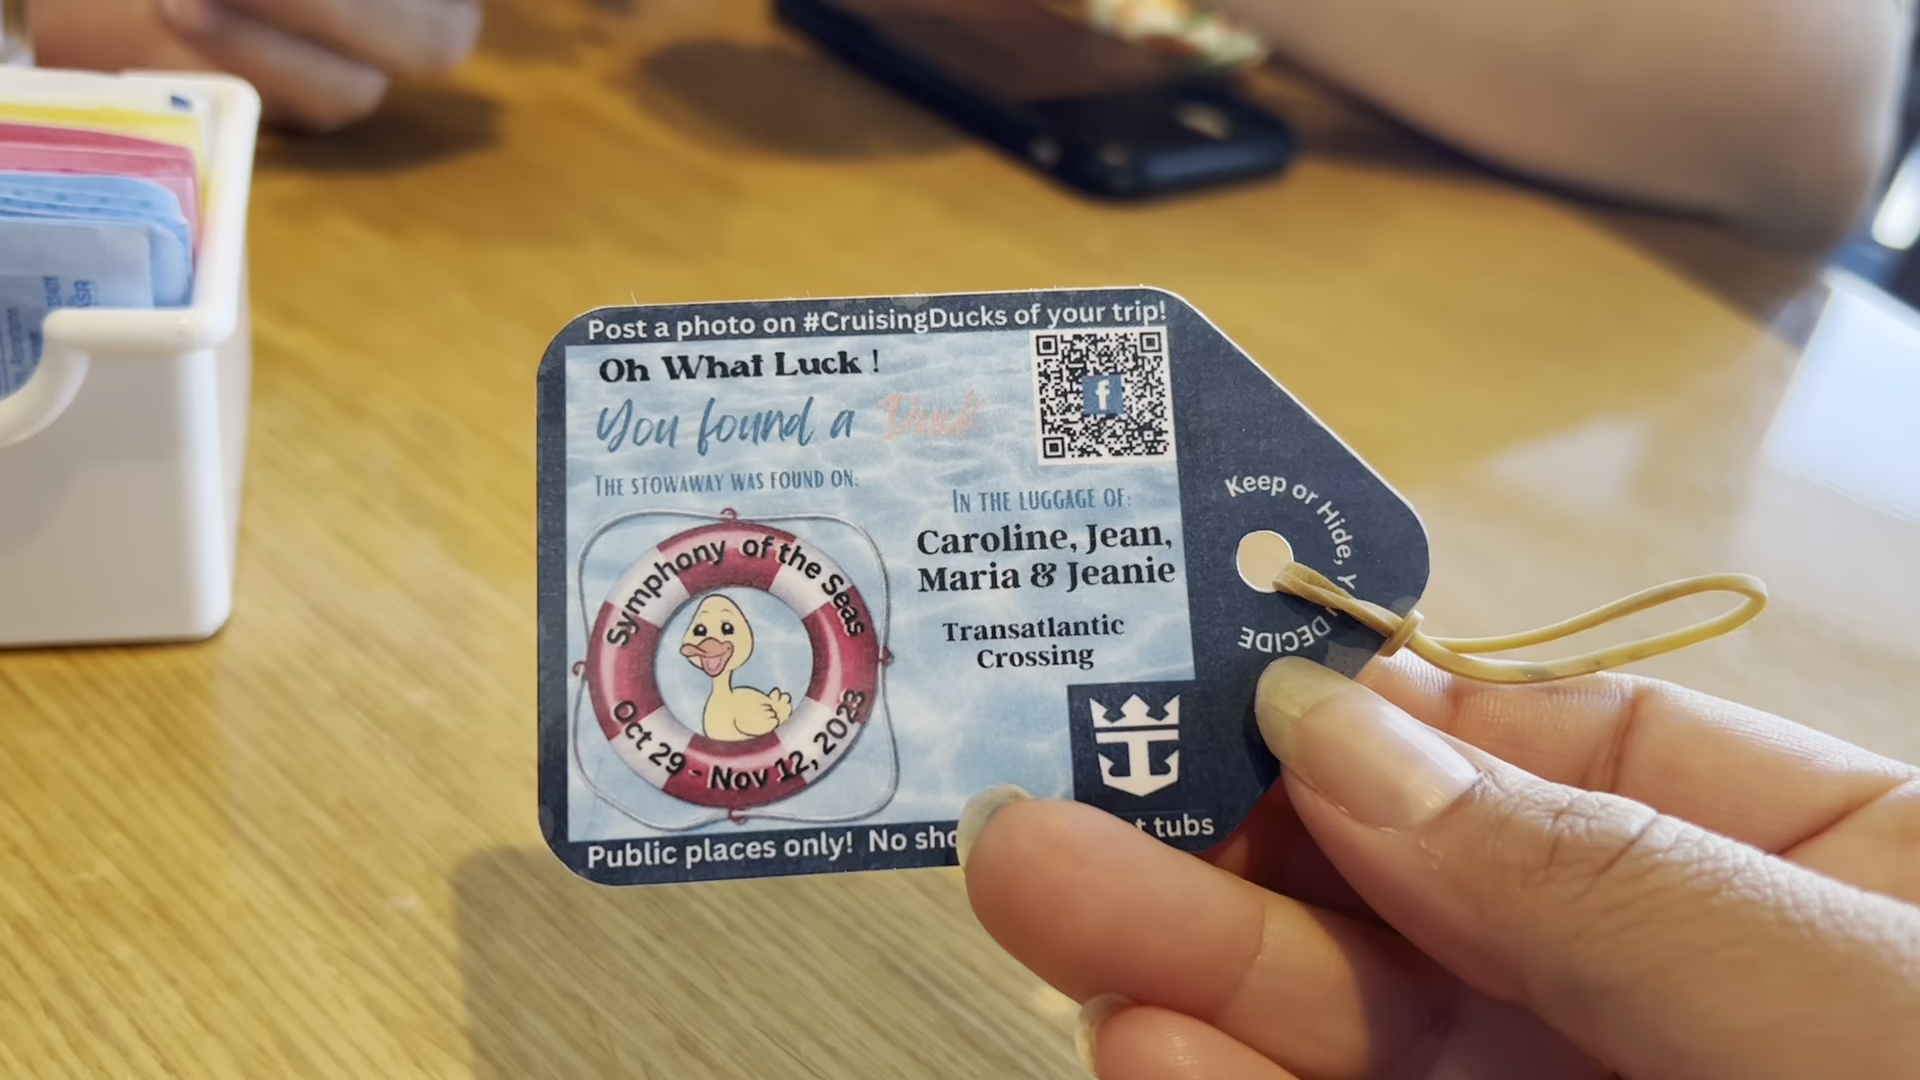 Post a photo on #CruisingDucks of your trip!
Oh What Luck !
You found a Duck
THE STOWAWAY WAS FOUND ON:
Symphony of the Seas
Oct 29 - Nov 12, 2023
IN THE LUGGAGE OF:
Caroline, Jean,
Maria & Jeanie
Transatlantic
Crossing
Keep or Hide,
DECIDE
Public places only! No tubs